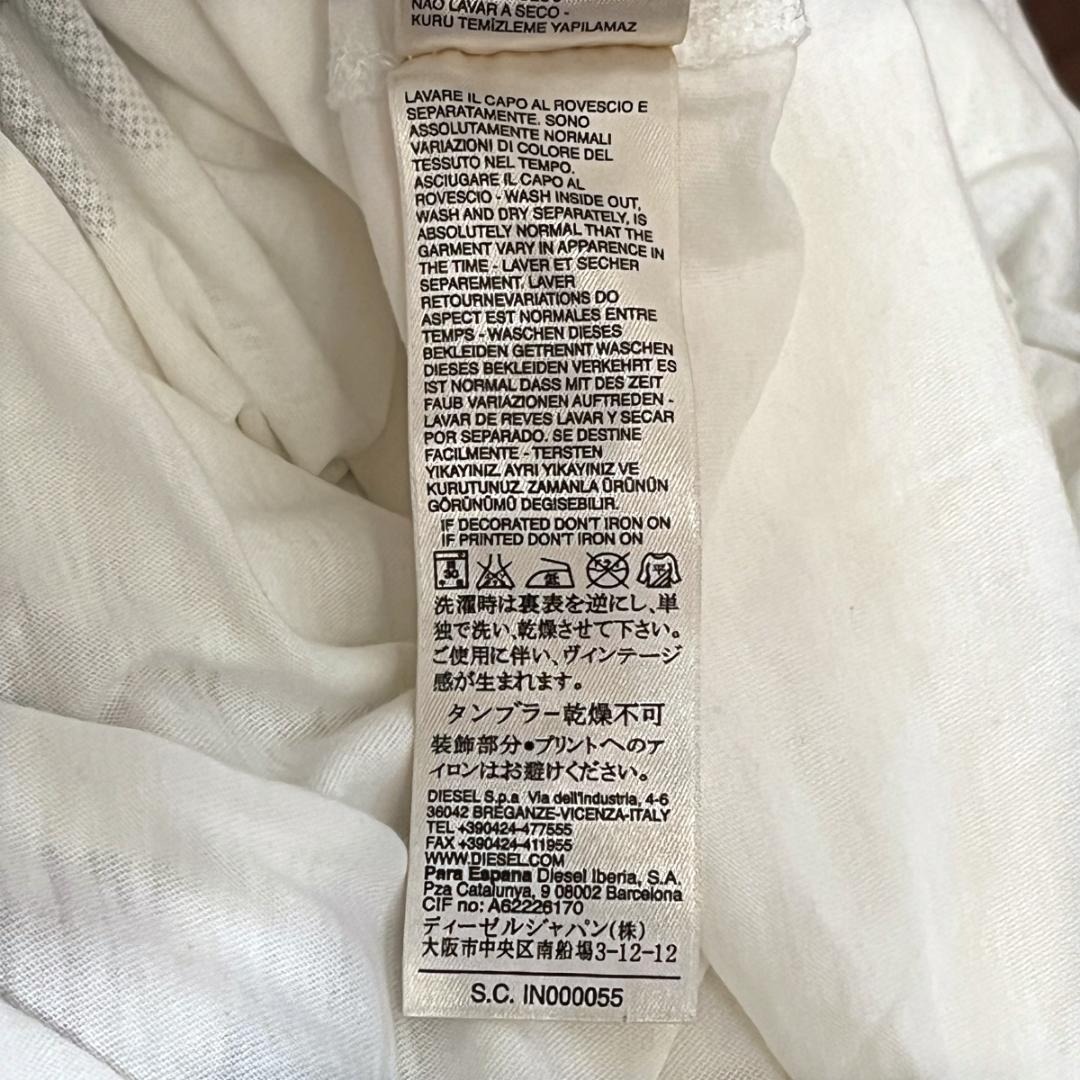 NÃO LAVAR A SECO -
KURU TEMİZLEME YAPILAMAZ
LAVARE IL CAPO AL ROVESCIO E
SEPARATAMENTE. SONO
ASSOLUTAMENTE NORMALI
VARIAZIONI DI COLORE DEL
TESSUTO NEL TEMPO.
ASCIUGARE IL CAPO AL
ROVESCIO - WASH INSIDE OUT,
WASH AND DRY SEPARATELY, IS
ABSOLUTELY NORMAL THAT THE
GARMENT VARY IN APPARENCE IN
THE TIME - LAVER ET SECHER
SEPAREMENT. LAVER
RETOURNEVARIATIONS DO
ASPECT EST NORMALES ENTRE
TEMPS - WASCHEN DIESES
BEKLEIDEN GETRENNT WASCHEN
DIESES BEKLEIDEN VERKEHRT ES
IST NORMAL DASS MIT DES ZEIT
FAUB VARIAZIONEN AUFTREDEN -
LAVAR DE REVES LAVAR Y SECAR
POR SEPARADO. SE DESTINE
FACILMENTE - TERSTEN
YIKAYINIZ. AYRI YIKAYINIZ VE
KURUTUNUZ. ZAMANLA ÜRÜNÜN
GÖRÜNÜMÜ DEGISEBILIR.
IF DECORATED DON'T IRON ON
IF PRINTED DON'T IRON ON
30 低 平
洗濯時は裏表を逆にし、単
独で洗い、乾燥させて下さい。
ご使用に伴い、ヴィンテージ
感が生まれます。
タンブラー乾燥不可
装飾部分•プリントへのア
イロンはお避けください。
DIESEL S.p.a Via dell'industria, 4-6
36042 BREGANZE-VICENZA-ITALY
TEL +390424-477555
FAX +390424-411955
WWW.DIESEL.COM
Para Espana Diesel Iberia, S.A.
Pza Catalunya, 9 08002 Barcelona
CIF no: A62226170
ディーゼルジャパン(株)
大阪市中央区南船場3-12-12
S.C. IN000055